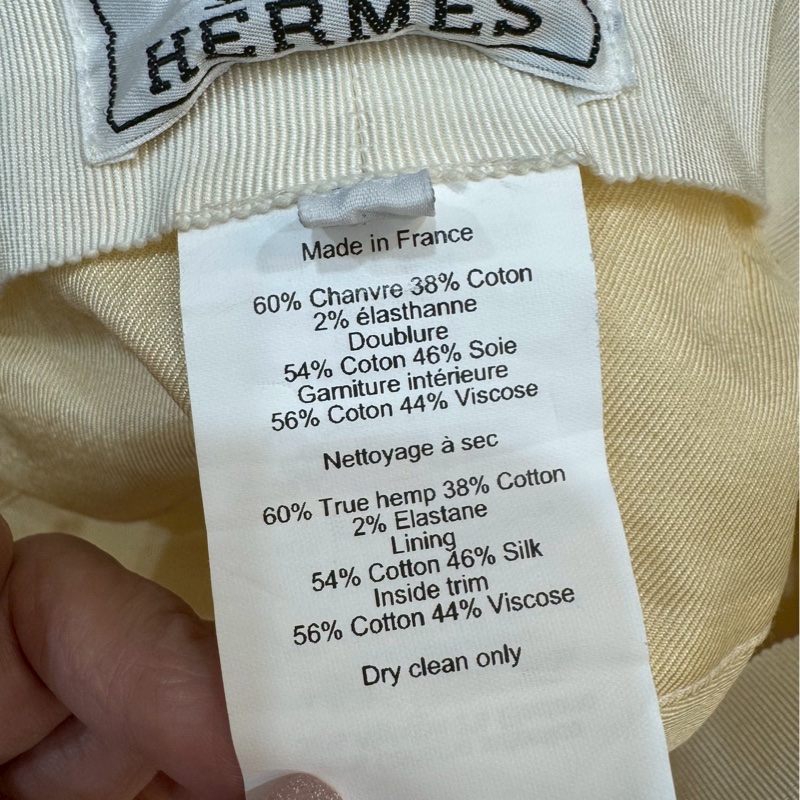 HERMES
Made in France
60% Chanvre 38% Coton
2% élasthanne
Doublure
54% Coton 46% Soie
Garniture intérieure
56% Coton 44% Viscose
Nettoyage à sec
60% True hemp 38% Cotton
2% Elastane
Lining
54% Cotton 46% Silk
Inside trim
56% Cotton 44% Viscose
Dry clean only